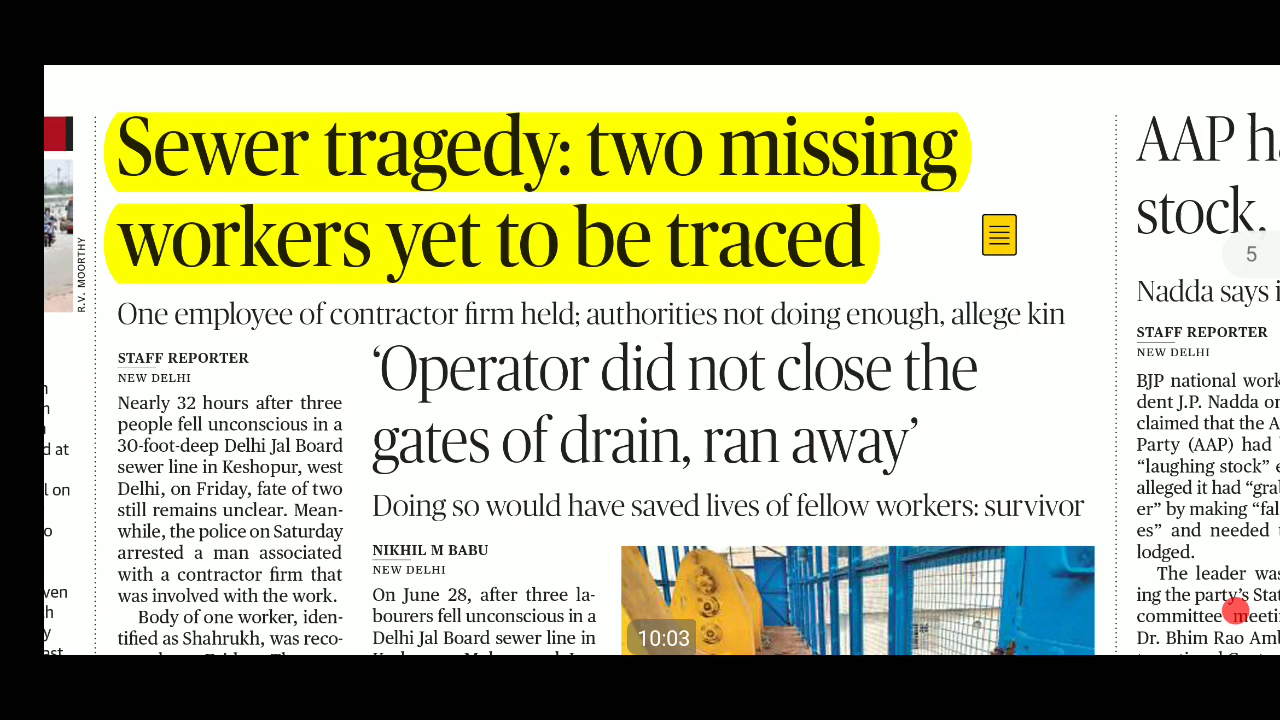 Sewer tragedy: two missing
workers yet to be traced
One employee of contractor firm held; authorities not doing enough, allege kin
STAFF REPORTER
NEW DELHI
Nearly 32 hours after three
people fell unconscious in a
30-foot-deep Delhi Jal Board
sewer line in Keshopur, west
Delhi, on Friday, fate of two
still remains unclear. Mean-
while, the police on Saturday
arrested a man associated
with a contractor firm that
was involved with the work.
Body of one worker, iden-
tified as Shahrukh, was reco-
‘Operator did not close the
gates of drain, ran away’
Doing so would have saved lives of fellow workers: survivor
NIKHIL M BABU
NEW DELHI
On June 28, after three la-
bourers fell unconscious in a
Delhi Jal Board sewer line in
10:03
R.V. MOORTHY
d at
l on
ven
AAP
stock.
5
Nadda says
STAFF REPORTER
NEW DELHI
BJP national work
dent J.P. Nadda on
claimed that the A
Party (AAP) had
“laughing stock”
alleged it had “gra
er” by making “fal
es” and needed
lodged.
The leader was
ing the party’s Stat
committee meeti
Dr. Bhim Rao Am